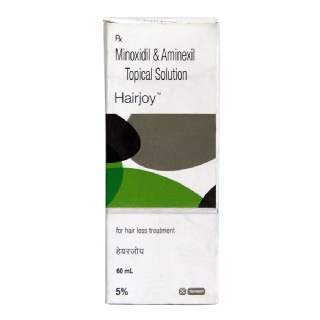 Rx
Minoxidil & Aminexil
Topical Solution
Hairjoy™
for hair loss treatment
हेयरजोय
60 mL
5%